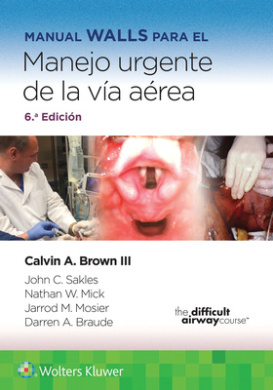 MANUAL WALLS PARA EL
Manejo urgente
de la vía aérea
6.ª Edición
Calvin A. Brown III
John C. Sakles
Nathan W. Mick
Jarrod M. Mosier
Darren A. Braude
the difficult
airway course™
Wolters Kluwer